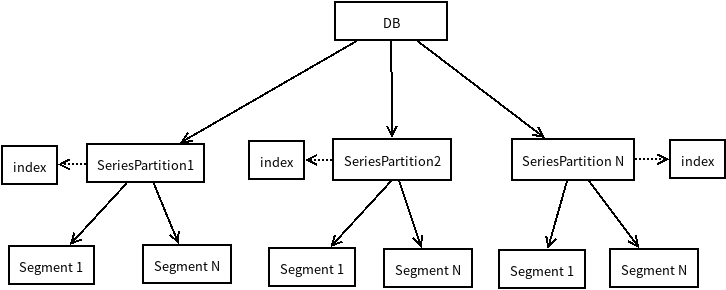 DB
index
SeriesPartition1
index
SeriesPartition2
SeriesPartition N
index
Segment 1
Segment N
Segment 1
Segment N
Segment 1
Segment N